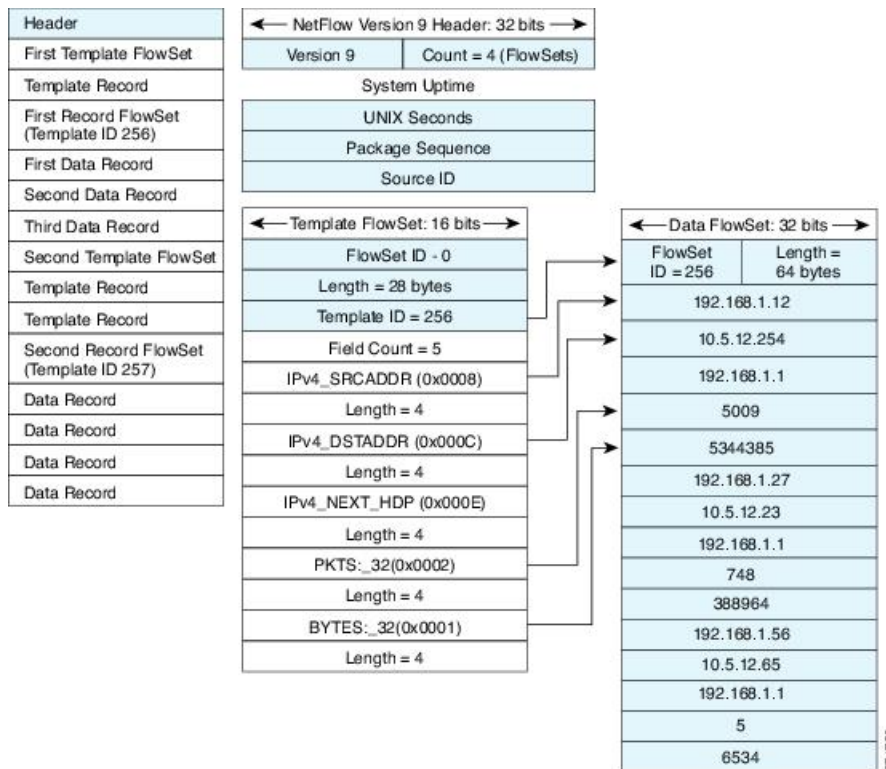 Header
First Template FlowSet
Template Record
First Record FlowSet
(Template ID 256)
First Data Record
Second Data Record
Third Data Record
Second Template FlowSet
Template Record
Template Record
Second Record FlowSet
(Template ID 257)
Data Record
Data Record
Data Record
Data Record
NetFlow Version 9 Header: 32 bits
Version 9
Count = 4 (FlowSets)
System Uptime
UNIX Seconds
Package Sequence
Source ID
Template FlowSet: 16 bits
FlowSet ID - 0
Length = 28 bytes
Template ID = 256
Field Count = 5
IPv4_SRCADDR (0x0008)
Length = 4
IPv4_DSTADDR (0x000C)
Length = 4
IPv4_NEXT_HDP (0x000E)
Length = 4
PKTS:_32(0x0002)
Length = 4
BYTES:_32(0x0001)
Length = 4
Data FlowSet: 32 bits
FlowSet
ID = 256
Length =
64 bytes
192.168.1.12
10.5.12.254
192.168.1.1
5009
5344385
192.168.1.27
10.5.12.23
192.168.1.1
748
388964
192.168.1.56
10.5.12.65
192.168.1.1
5
6534